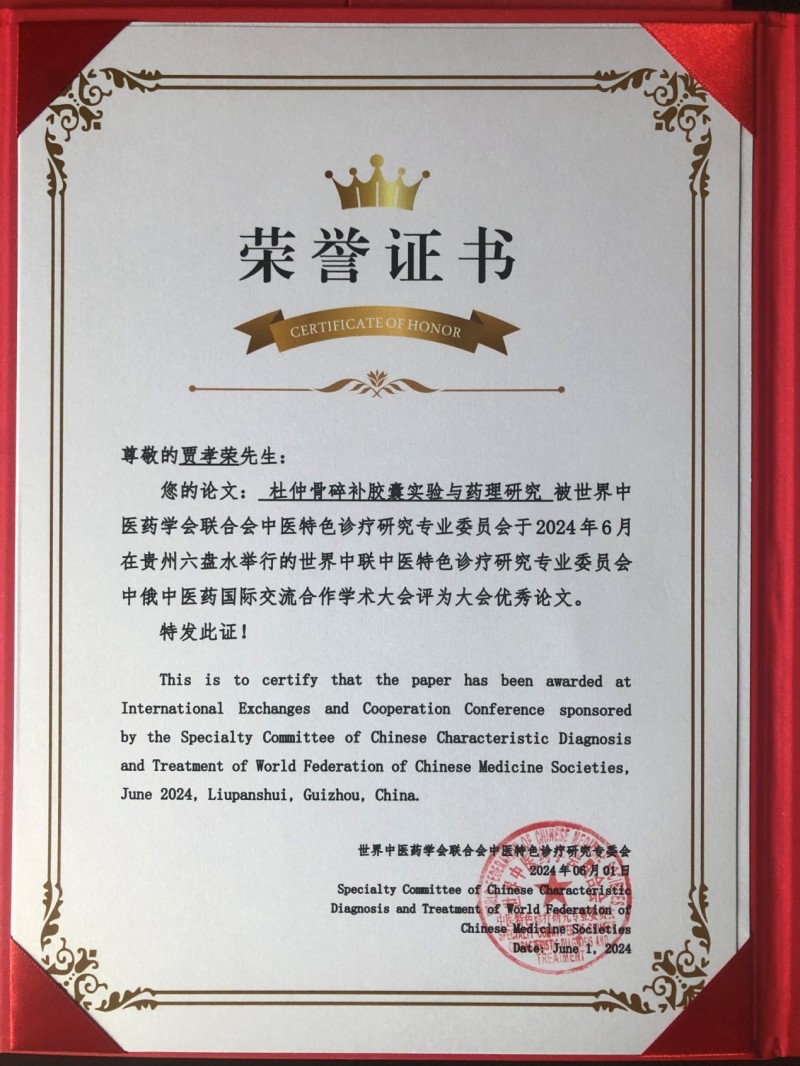 荣誉证书
CERTIFICATE OF HONOR
尊敬的贾孝荣先生：
您的论文： 杜仲骨碎补胶囊实验与药理研究 被世界中
医药学会联合会中医特色诊疗研究专业委员会于2024年6月
在贵州六盘水举行的世界中联中医特色诊疗研究专业委员会
中俄中医药国际交流合作学术大会评为大会优秀论文。
特发此证！
This is to certify that the paper has been awarded at
International Exchanges and Cooperation Conference sponsored
by the Specialty Committee of Chinese Characteristic Diagnosis
and Treatment of World Federation of Chinese Medicine Societies,
June 2024, Liupanshui, Guizhou, China.
世界中医药学会联合会中医特色诊疗研究专委会
2024年06月01日
Specialty Committee of Chinese Characteristic
Diagnosis and Treatment of World Federation of
Chinese Medicine Societies
Date: June 1, 2024